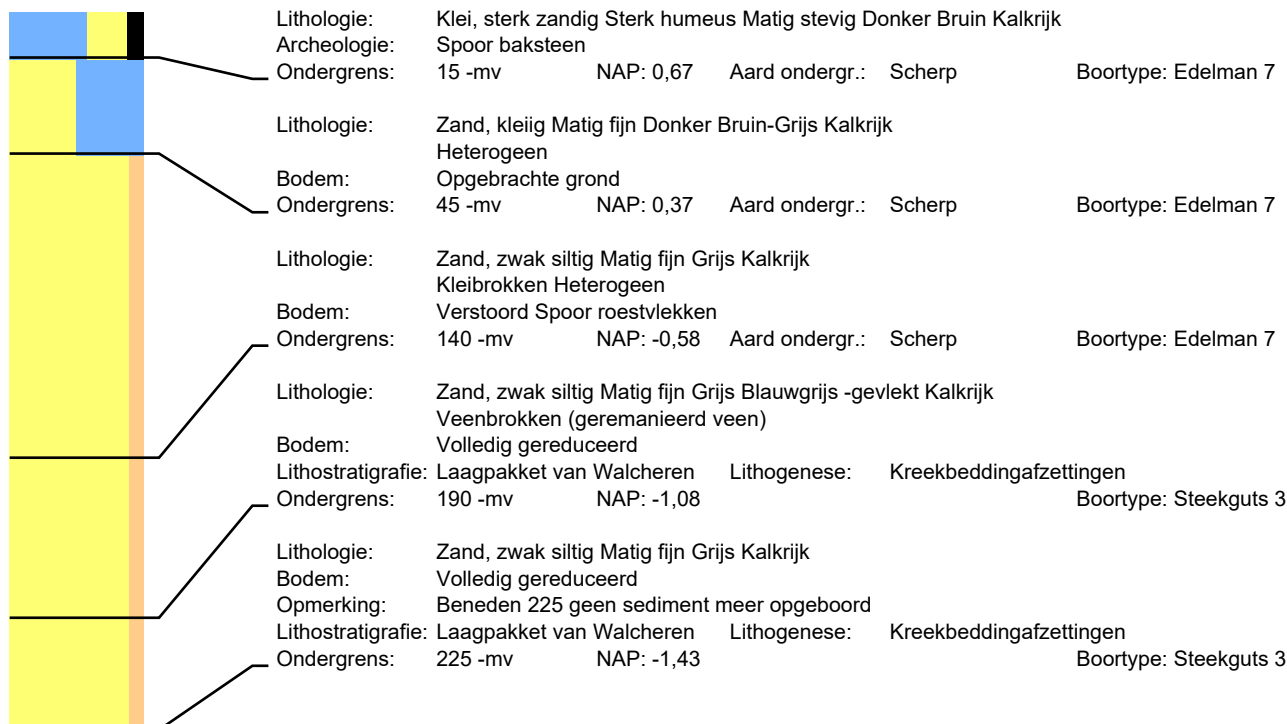 Lithologie: Klei, sterk zandig Sterk humeus Matig stevig Donker Bruin Kalkrijk
Archeologie: Spoor baksteen
Ondergrens: 15 -mv NAP: 0,67 Aard ondergr.: Scherp Boortype: Edelman 7
Lithologie: Zand, kleiig Matig fijn Donker Bruin-Grijs Kalkrijk
Heterogeen
Bodem: Opgebrachte grond
Ondergrens: 45 -mv NAP: 0,37 Aard ondergr.: Scherp Boortype: Edelman 7
Lithologie: Zand, zwak siltig Matig fijn Grijs Kalkrijk
Kleibrokken Heterogeen
Bodem: Verstoord Spoor roestvlekken
Ondergrens: 140 -mv NAP: -0,58 Aard ondergr.: Scherp Boortype: Edelman 7
Lithologie: Zand, zwak siltig Matig fijn Grijs Blauwgrijs -gevlekt Kalkrijk
Veenbrokken (geremanieerd veen)
Bodem: Volledig gereduceerd
Lithostratigrafie: Laagpakket van Walcheren Lithogenese: Kreekbeddingafzettingen
Ondergrens: 190 -mv NAP: -1,08 Boortype: Steekguts 3
Lithologie: Zand, zwak siltig Matig fijn Grijs Kalkrijk
Bodem: Volledig gereduceerd
Opmerking: Beneden 225 geen sediment meer opgeboord
Lithostratigrafie: Laagpakket van Walcheren Lithogenese: Kreekbeddingafzettingen
Ondergrens: 225 -mv NAP: -1,43 Boortype: Steekguts 3